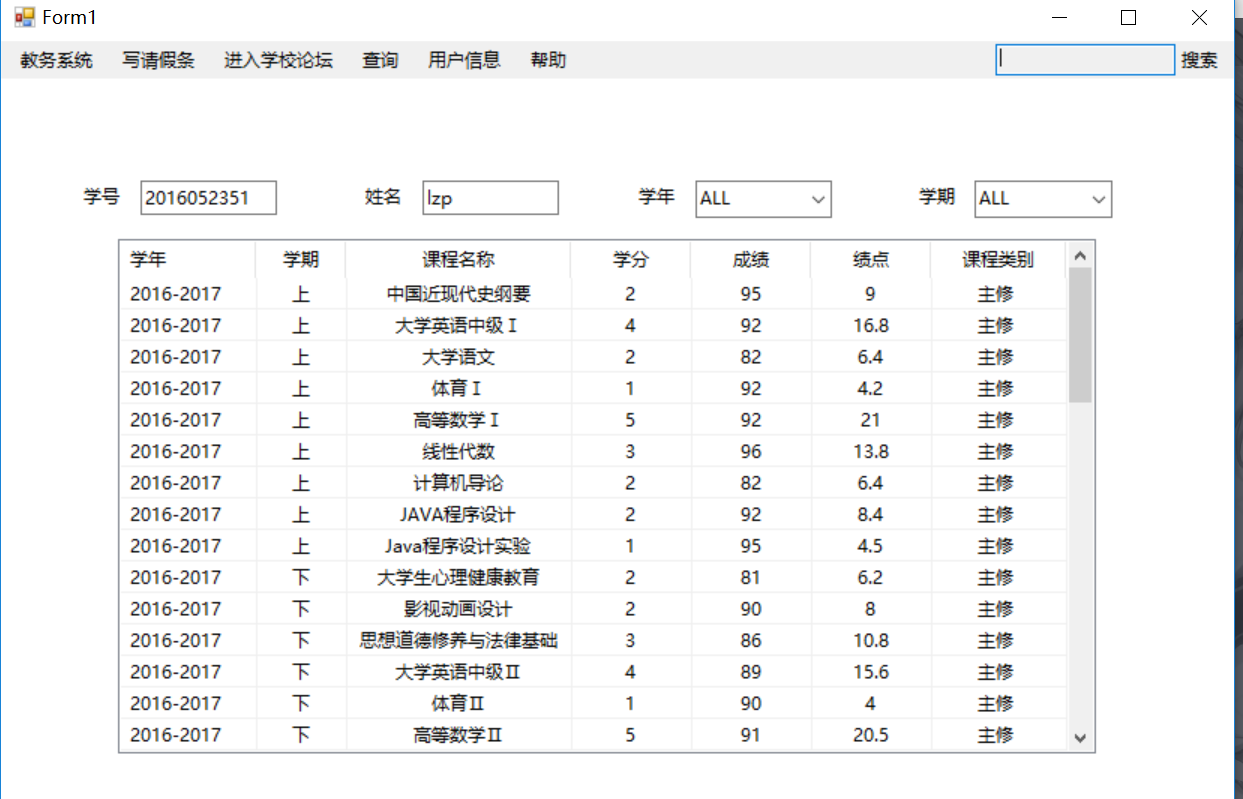 Form1
教务系统 写请假条 进入学校论坛 查询 用户信息 帮助 搜索
学号 2016052351 姓名 lzp 学年 ALL 学期 ALL
学年 学期 课程名称 学分 成绩 绩点 课程类别
2016-2017 上 中国近现代史纲要 2 95 9 主修
2016-2017 上 大学英语中级Ⅰ 4 92 16.8 主修
2016-2017 上 大学语文 2 82 6.4 主修
2016-2017 上 体育Ⅰ 1 92 4.2 主修
2016-2017 上 高等数学Ⅰ 5 92 21 主修
2016-2017 上 线性代数 3 96 13.8 主修
2016-2017 上 计算机导论 2 82 6.4 主修
2016-2017 上 JAVA程序设计 2 92 8.4 主修
2016-2017 上 Java程序设计实验 1 95 4.5 主修
2016-2017 下 大学生心理健康教育 2 81 6.2 主修
2016-2017 下 影视动画设计 2 90 8 主修
2016-2017 下 思想道德修养与法律基础 3 86 10.8 主修
2016-2017 下 大学英语中级Ⅱ 4 89 15.6 主修
2016-2017 下 体育Ⅱ 1 90 4 主修
2016-2017 下 高等数学Ⅱ 5 91 20.5 主修